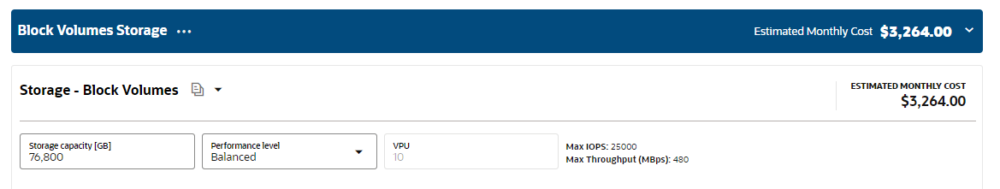 Block Volumes Storage ...
Estimated Monthly Cost $3,264.00
Storage - Block Volumes
ESTIMATED MONTHLY COST
$3,264.00
Storage capacity [GB]
76,800
Performance level
Balanced
VPU
10
Max IOPS: 25000
Max Throughput (MBps): 480